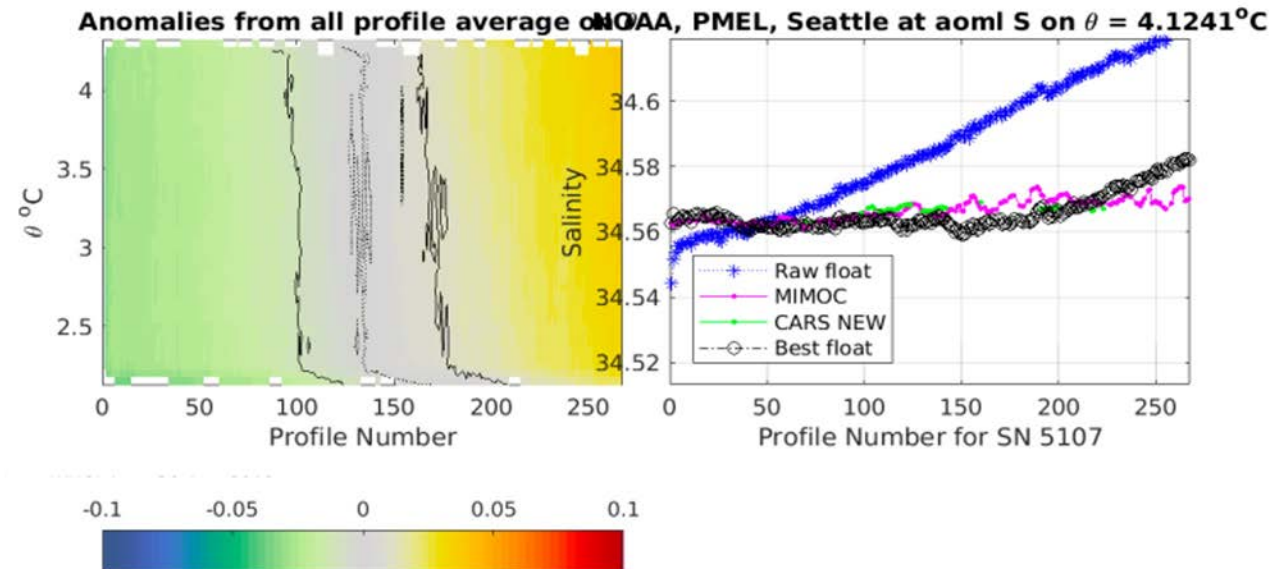 Anomalies from all profile average on θ
NOAA, PMEL, Seattle at aoml S on θ = 4.1241°C
4
3.5
3
2.5
θ °C
0 50 100 150 200 250
Profile Number
34.6
34.58
34.56
34.54
34.52
Salinity
Raw float
MIMOC
CARS NEW
Best float
0 50 100 150 200 250
Profile Number for SN 5107
-0.1 -0.05 0 0.05 0.1